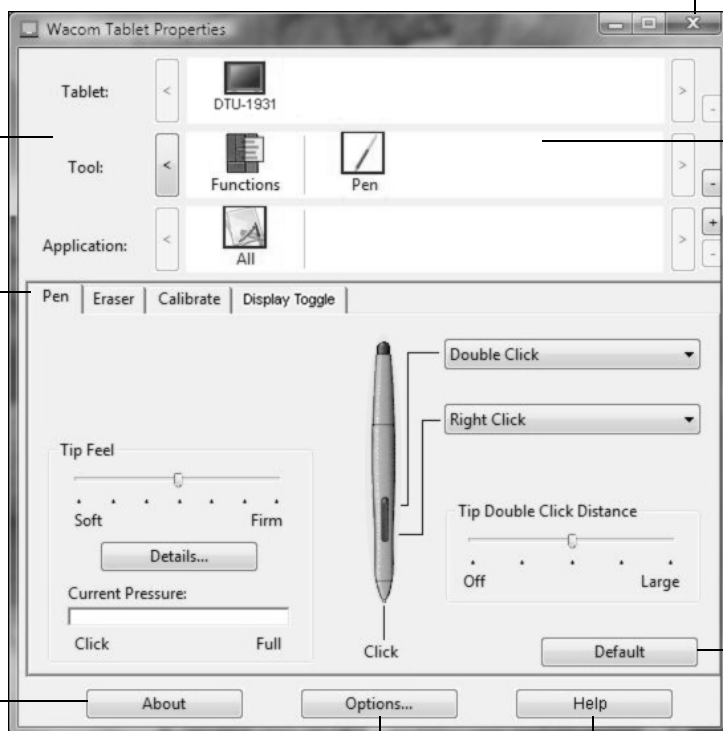 Wacom Tablet Properties
Tablet:
DTU-1931
Tool:
Functions
Pen
Application:
All
Pen
Eraser
Calibrate
Display Toggle
Double Click
Right Click
Tip Feel
Soft Firm
Details...
Current Pressure:
Click Full
Click
Tip Double Click Distance
Off Large
Default
About
Options...
Help